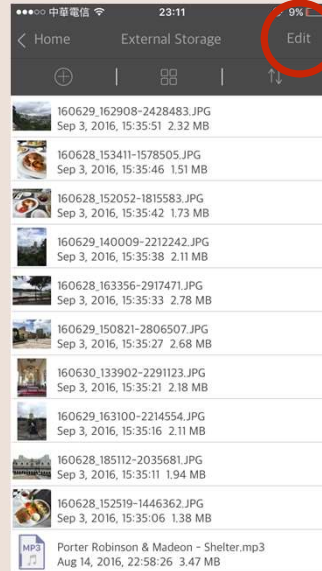 中華電信 23:11 9%
Home External Storage Edit
160629_162908-2428483.JPG
Sep 3, 2016, 15:35:51 2.32 MB
160628_153411-1578505.JPG
Sep 3, 2016, 15:35:46 1.51 MB
160628_152052-1815583.JPG
Sep 3, 2016, 15:35:42 1.73 MB
160629_140009-2212242.JPG
Sep 3, 2016, 15:35:38 2.11 MB
160628_163356-2917471.JPG
Sep 3, 2016, 15:35:33 2.78 MB
160629_150821-2806507.JPG
Sep 3, 2016, 15:35:27 2.68 MB
160630_133902-2291123.JPG
Sep 3, 2016, 15:35:21 2.18 MB
160629_163100-2214554.JPG
Sep 3, 2016, 15:35:16 2.11 MB
160628_185112-2035681.JPG
Sep 3, 2016, 15:35:11 1.94 MB
160628_152519-1446362.JPG
Sep 3, 2016, 15:35:06 1.38 MB
MP3
Porter Robinson & Madeon - Shelter.mp3
Aug 14, 2016, 22:58:26 3.47 MB